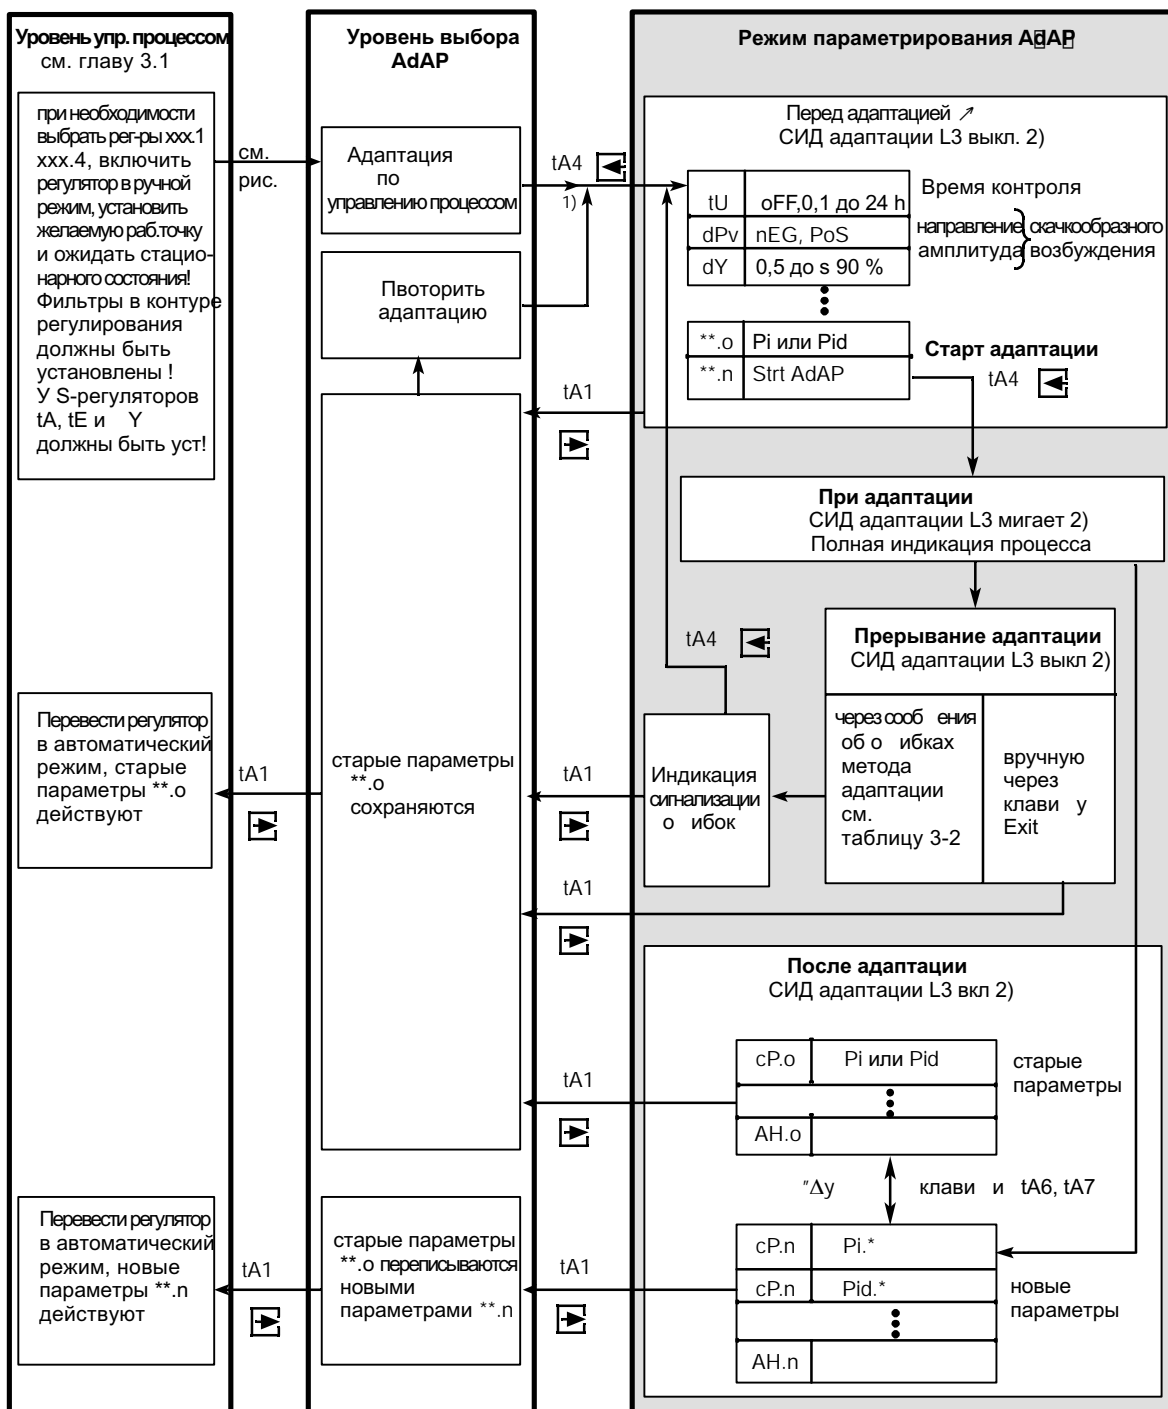 Уровень упр. процессом
см. главу 3.1
при необходимости
выбрать рег-ры xxx.1
xxx.4, включить
регулятор в ручной
режим, установить
желаемую раб.точку
и ожидать стацио-
нарного состояния!
Фильтры в контуре
регулирования
должны быть
установлены !
У S-регуляторов
tA, tE и Y
должны быть уст!
см.
рис.
Перевести регулятор
в автоматический
режим, старые
параметры **.o
действуют
tA1
Перевести регулятор
в автоматический
режим, новые
параметры **.n
действуют
tA1
Уровень выбора
AdAP
Адаптация
по
управлению процессом
Пвоторить
адаптацию
tA4
1)
старые параметры
**.o
сохраняются
старые параметры
**.o переписываются
новыми
параметрами **.n
tA1
tA1
tA1
tA1
tA1
Режим параметрирования AdAP
Перед адаптацией ↗
СИД адаптации L3 выкл. 2)
tU oFF,0,1 до 24 h
Время контроля
dPv nEG, PoS
направление скачкообразного
dY 0,5 до s 90 %
амплитуда возбуждения
**.o Pi или Pid
**.n Strt AdAP
Старт адаптации
tA4
При адаптации
СИД адаптации L3 мигает 2)
Полная индикация процесса
tA4
Прерывание адаптации
СИД адаптации L3 выкл 2)
через сооб ения
об о ибках
метода
адаптации
см.
таблицу 3-2
вручную
через
клави у
Exit
Индикация
сигнализации
о ибок
После адаптации
СИД адаптации L3 вкл 2)
cP.o Pi или Pid
AH.o
старые
параметры
"Δy клави и tA6, tA7
cP.n Pi.*
cP.n Pid.*
AH.n
новые
параметры